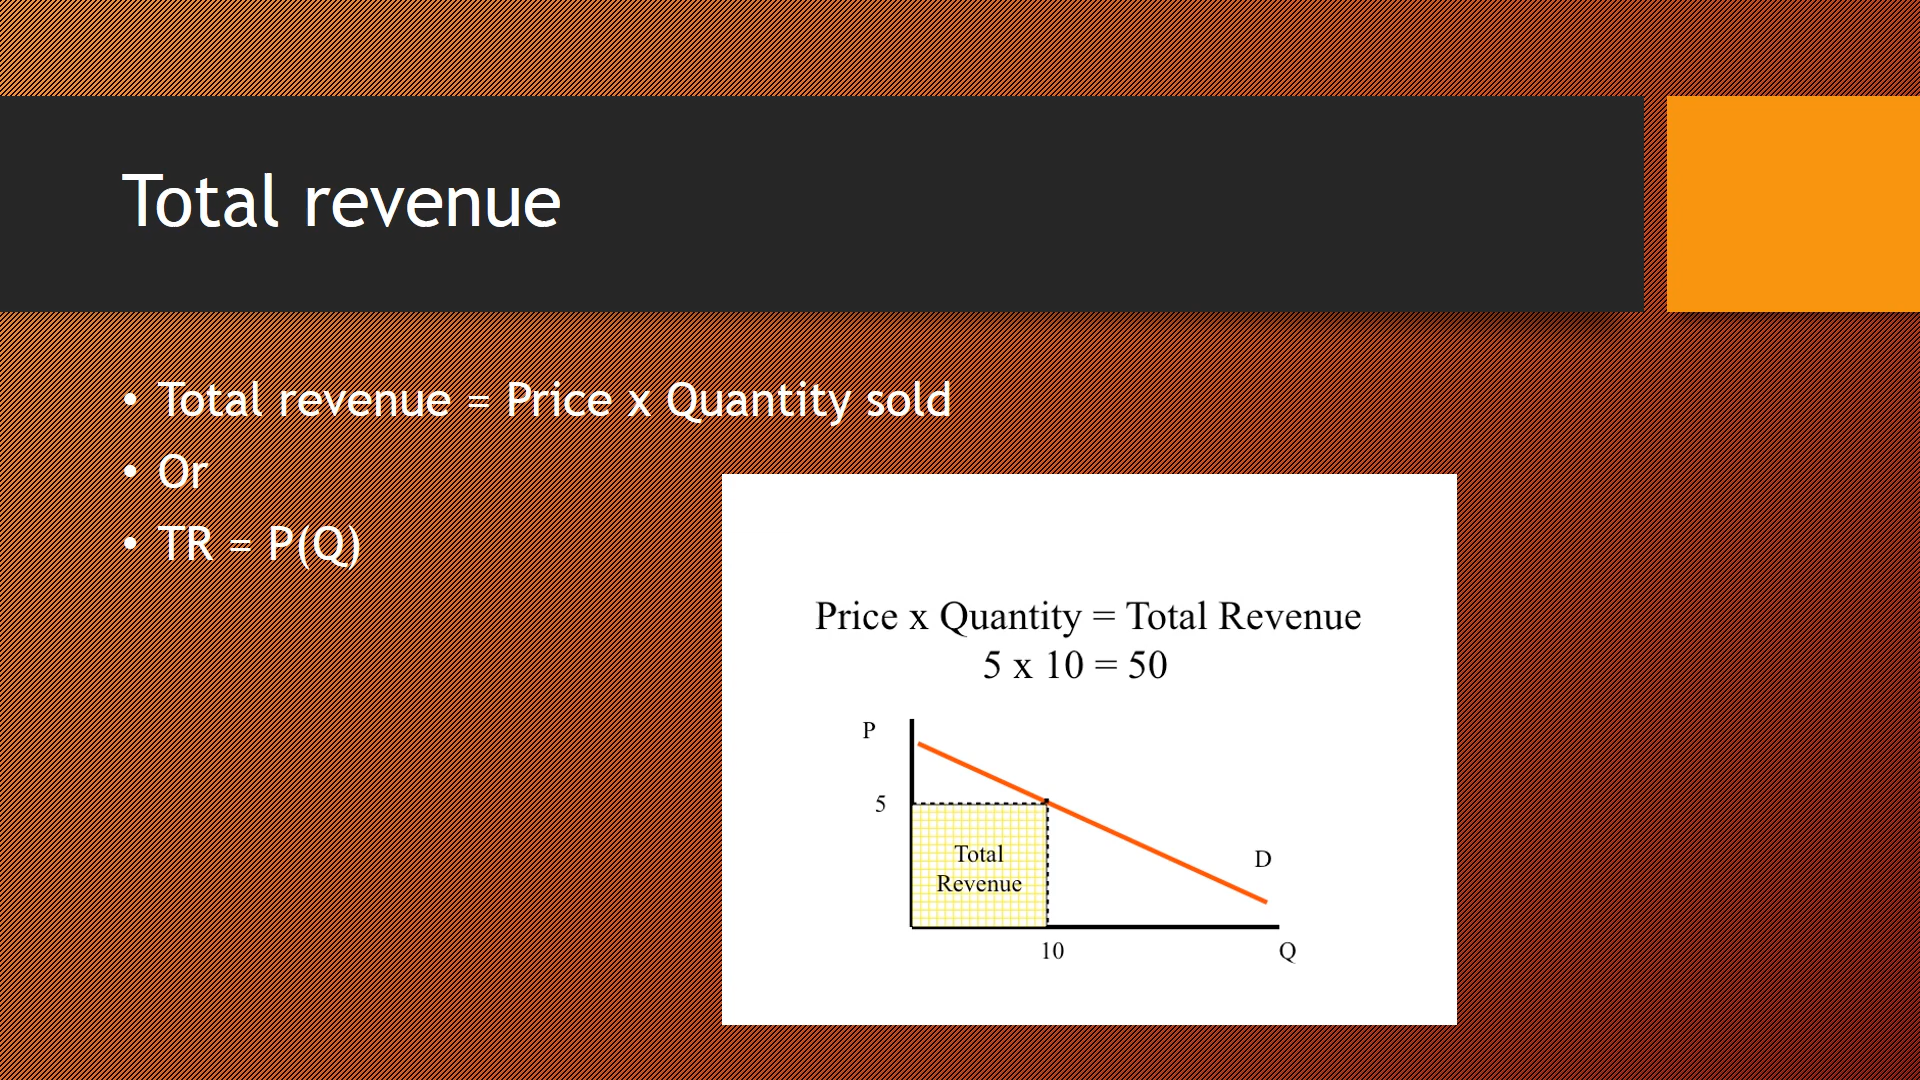 Total revenue
• Total revenue = Price x Quantity sold
• Or
• TR = P(Q)
Price x Quantity = Total Revenue
5 x 10 = 50
P
5
Total
Revenue
D
10
Q